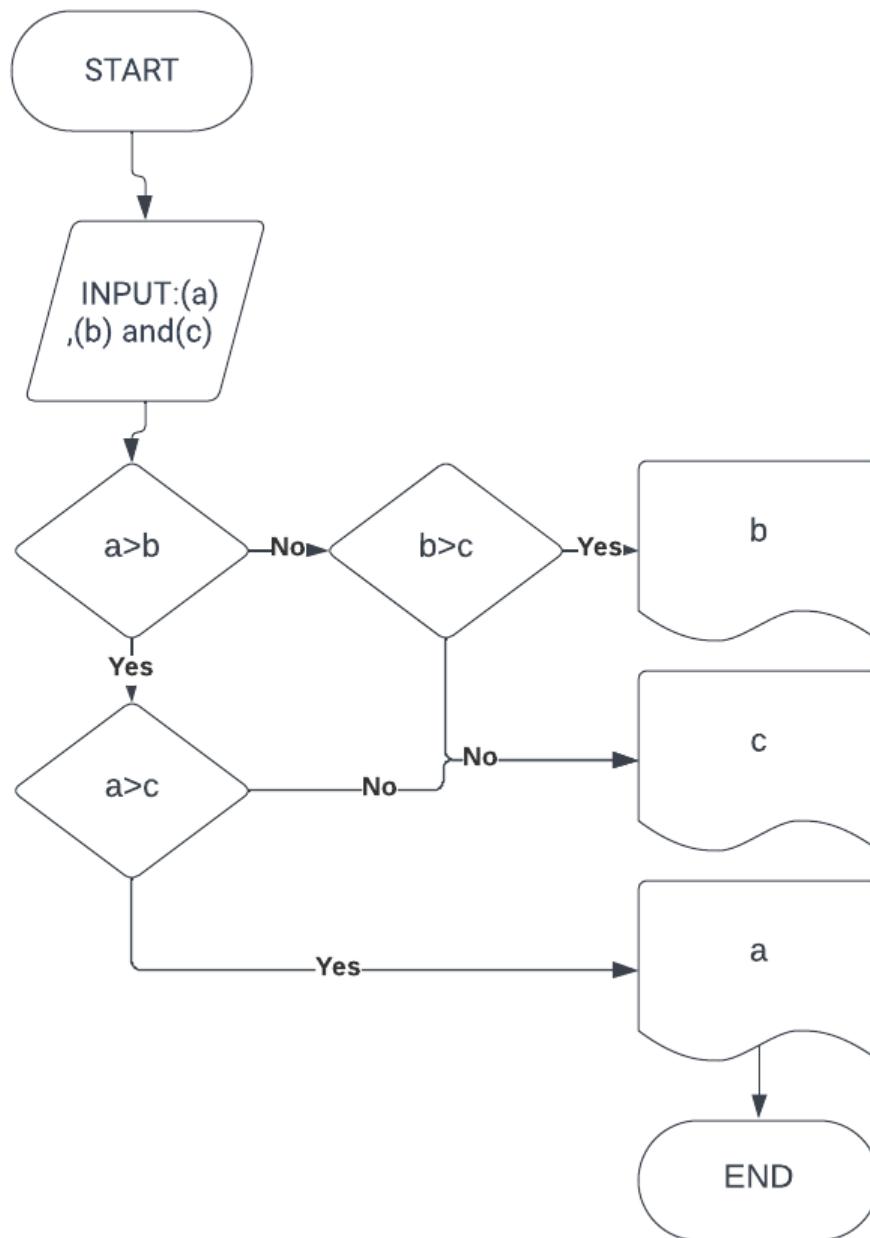 START
INPUT:(a)
,(b) and(c)
a>b
No
b>c
Yes
b
Yes
a>c
No
No
c
Yes
a
END